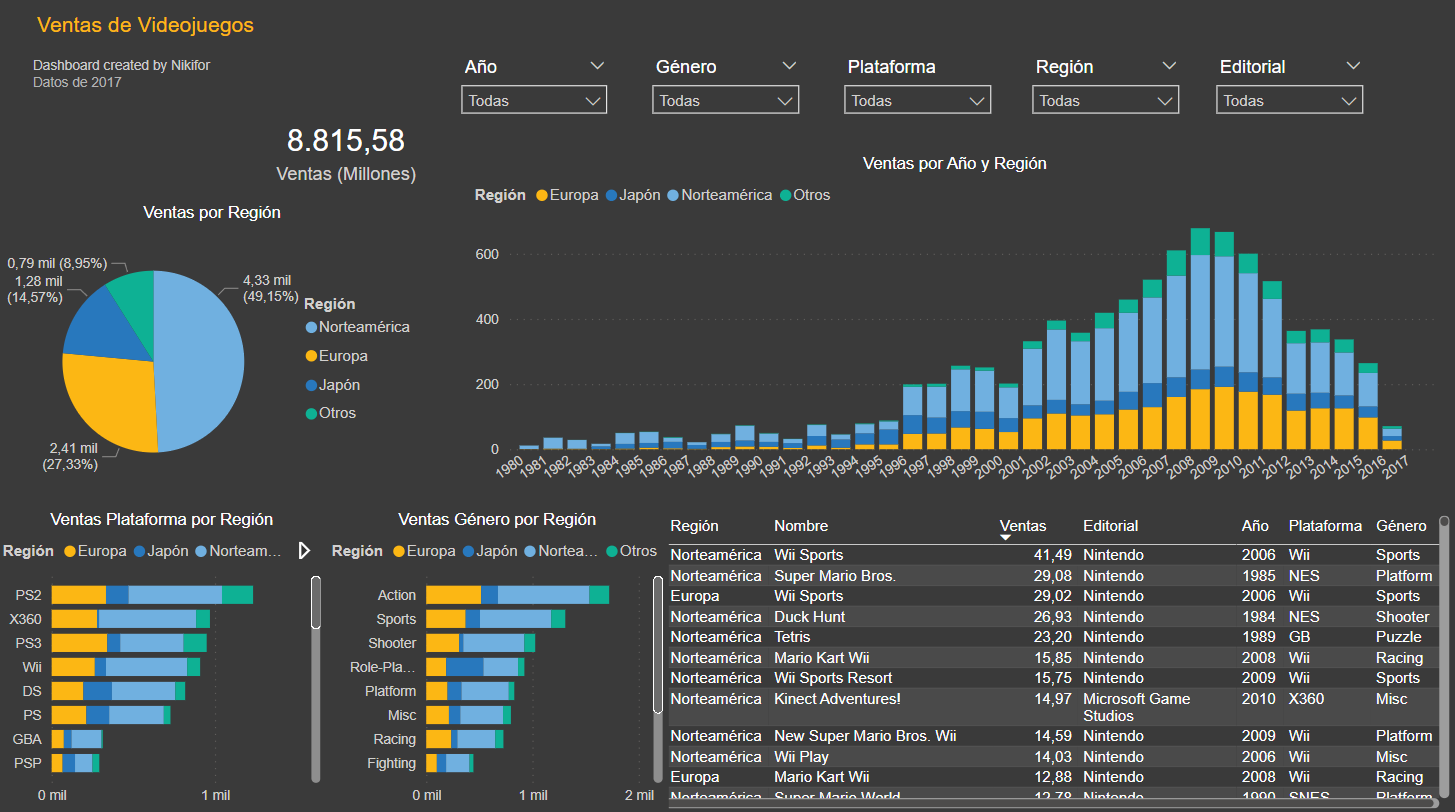 Ventas de Videojuegos
Dashboard created by Nikifor
Datos de 2017
Año
Todas
Género
Todas
Plataforma
Todas
Región
Todas
Editorial
Todas
8.815,58
Ventas (Millones)
Ventas por Región
0,79 mil (8,95%)
1,28 mil
(14,57%)
4,33 mil
(49,15%)
2,41 mil
(27,33%)
Región
Norteamérica
Europa
Japón
Otros
Ventas por Año y Región
Región Europa Japón Norteamérica Otros
600
400
200
0
1980 1981 1982 1983 1984 1985 1986 1987 1988 1989 1990 1991 1992 1993 1994 1995 1996 1997 1998 1999 2000 2001 2002 2003 2004 2005 2006 2007 2008 2009 2010 2011 2012 2013 2014 2015 2016 2017
Ventas Plataforma por Región
Región Europa Japón Norteam...
PS2
X360
PS3
Wii
DS
PS
GBA
PSP
0 mil 1 mil
Ventas Género por Región
Región Europa Japón Nortea... Otros
Action
Sports
Shooter
Role-Pla...
Platform
Misc
Racing
Fighting
0 mil 1 mil 2 mil
Región Nombre Ventas Editorial Año Plataforma Género
Norteamérica Wii Sports 41,49 Nintendo 2006 Wii Sports
Norteamérica Super Mario Bros. 29,08 Nintendo 1985 NES Platform
Europa Wii Sports 29,02 Nintendo 2006 Wii Sports
Norteamérica Duck Hunt 26,93 Nintendo 1984 NES Shooter
Norteamérica Tetris 23,20 Nintendo 1989 GB Puzzle
Norteamérica Mario Kart Wii 15,85 Nintendo 2008 Wii Racing
Norteamérica Wii Sports Resort 15,75 Nintendo 2009 Wii Sports
Norteamérica Kinect Adventures! 14,97 Microsoft Game 2010 X360 Misc
Studios
Norteamérica New Super Mario Bros. Wii 14,59 Nintendo 2009 Wii Platform
Norteamérica Wii Play 14,03 Nintendo 2006 Wii Misc
Europa Mario Kart Wii 12,88 Nintendo 2008 Wii Racing
Norteamérica Super Mario World 12,78 Nintendo 1990 SNES Platform